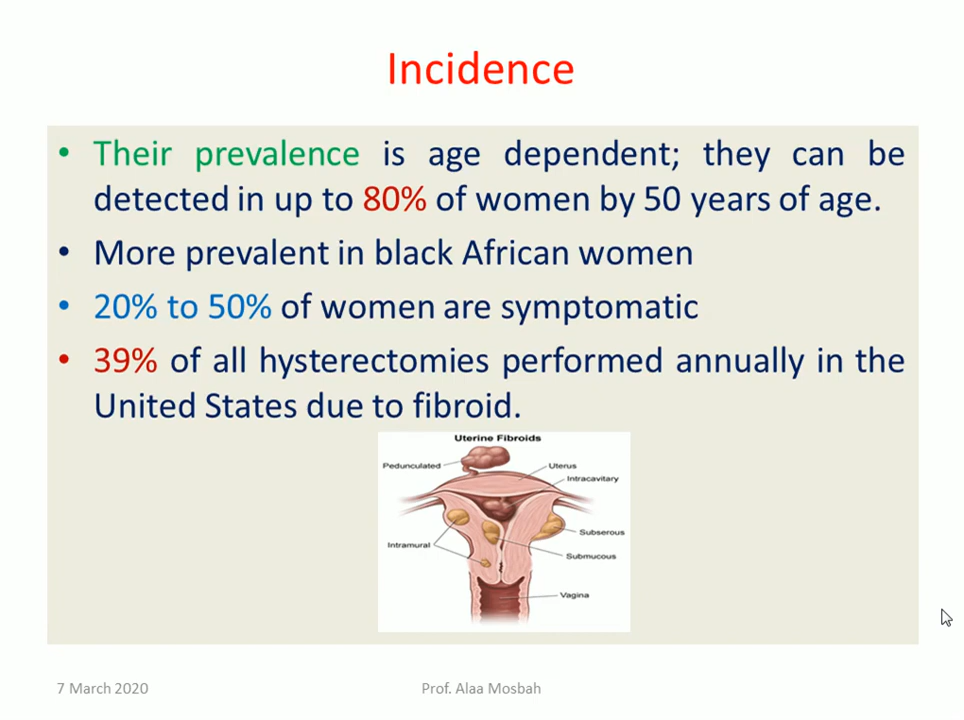 Incidence
• Their prevalence is age dependent; they can be
detected in up to 80% of women by 50 years of age.
• More prevalent in black African women
• 20% to 50% of women are symptomatic
• 39% of all hysterectomies performed annually in the
United States due to fibroid.
Uterine Fibroids
Pedunculated
Uterus
Intracavitary
Subserous
Intramural
Submucous
Vagina
7 March 2020
Prof. Alaa Mosbah